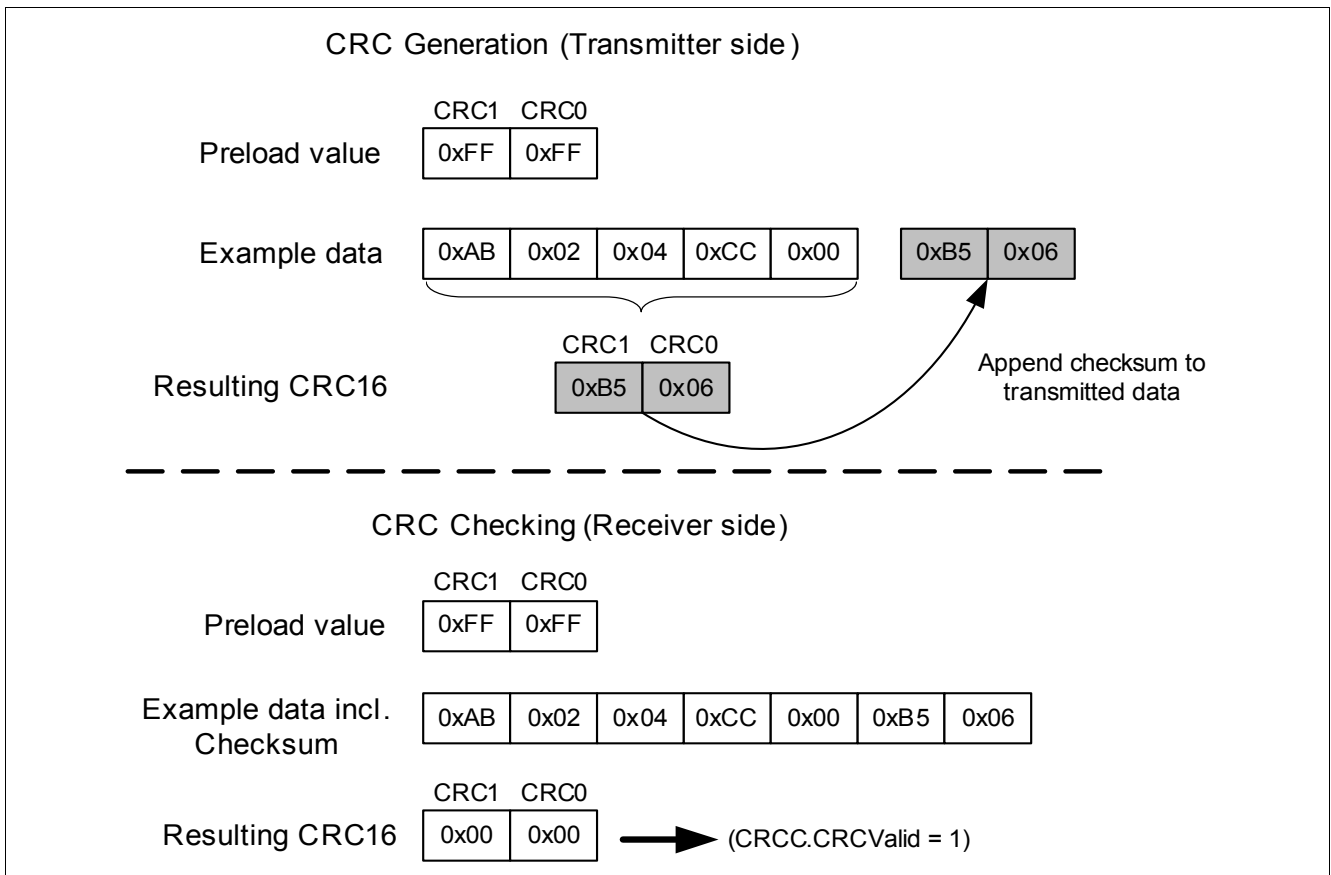 CRC Generation (Transmitter side)
CRC1 CRC0
Preload value 0xFF 0xFF
Example data 0xAB 0x02 0x04 0xCC 0x00 0xB5 0x06
CRC1 CRC0
Resulting CRC16 0xB5 0x06
Append checksum to
transmitted data
CRC Checking (Receiver side)
CRC1 CRC0
Preload value 0xFF 0xFF
Example data incl.
Checksum
0xAB 0x02 0x04 0xCC 0x00 0xB5 0x06
CRC1 CRC0
Resulting CRC16 0x00 0x00 (CRCC.CRCValid = 1)